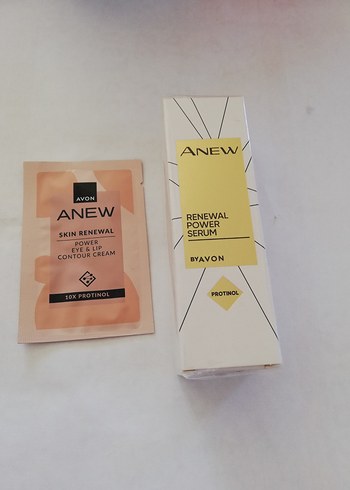 AVON
ANEW
SKIN RENEWAL
POWER
EYE & LIP
CONTOUR CREAM
10X PROTINOL
ANEW
RENEWAL
POWER
SERUM
BY AVON
PROTINOL